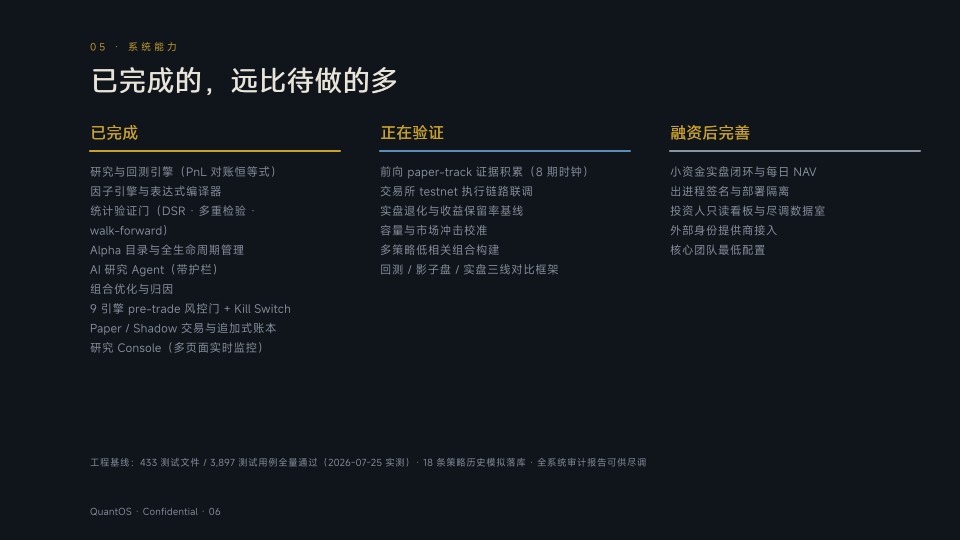 05 · 系统能力
已完成的，远比待做的多
已完成
研究与回测引擎（PnL 对账恒等式）
因子引擎与表达式编译器
统计验证门（DSR · 多重检验 ·
walk-forward）
Alpha 目录与全生命周期管理
AI 研究 Agent（带护栏）
组合优化与归因
9 引擎 pre-trade 风控门 + Kill Switch
Paper / Shadow 交易与追加式账本
研究 Console（多页面实时监控）
正在验证
前向 paper-track 证据积累（8 期时钟）
交易所 testnet 执行链路联调
实盘退化与收益保留率基线
容量与市场冲击校准
多策略低相关组合构建
回测 / 影子盘 / 实盘三线对比框架
融资后完善
小资金实盘闭环与每日 NAV
出进程签名与部署隔离
投资人只读看板与尽调数据室
外部身份提供商接入
核心团队最低配置
工程基线：433 测试文件 / 3,897 测试用例全量通过（2026-07-25 实测）· 18 条策略历史模拟落库 · 全系统审计报告可供尽调
QuantOS · Confidential · 06